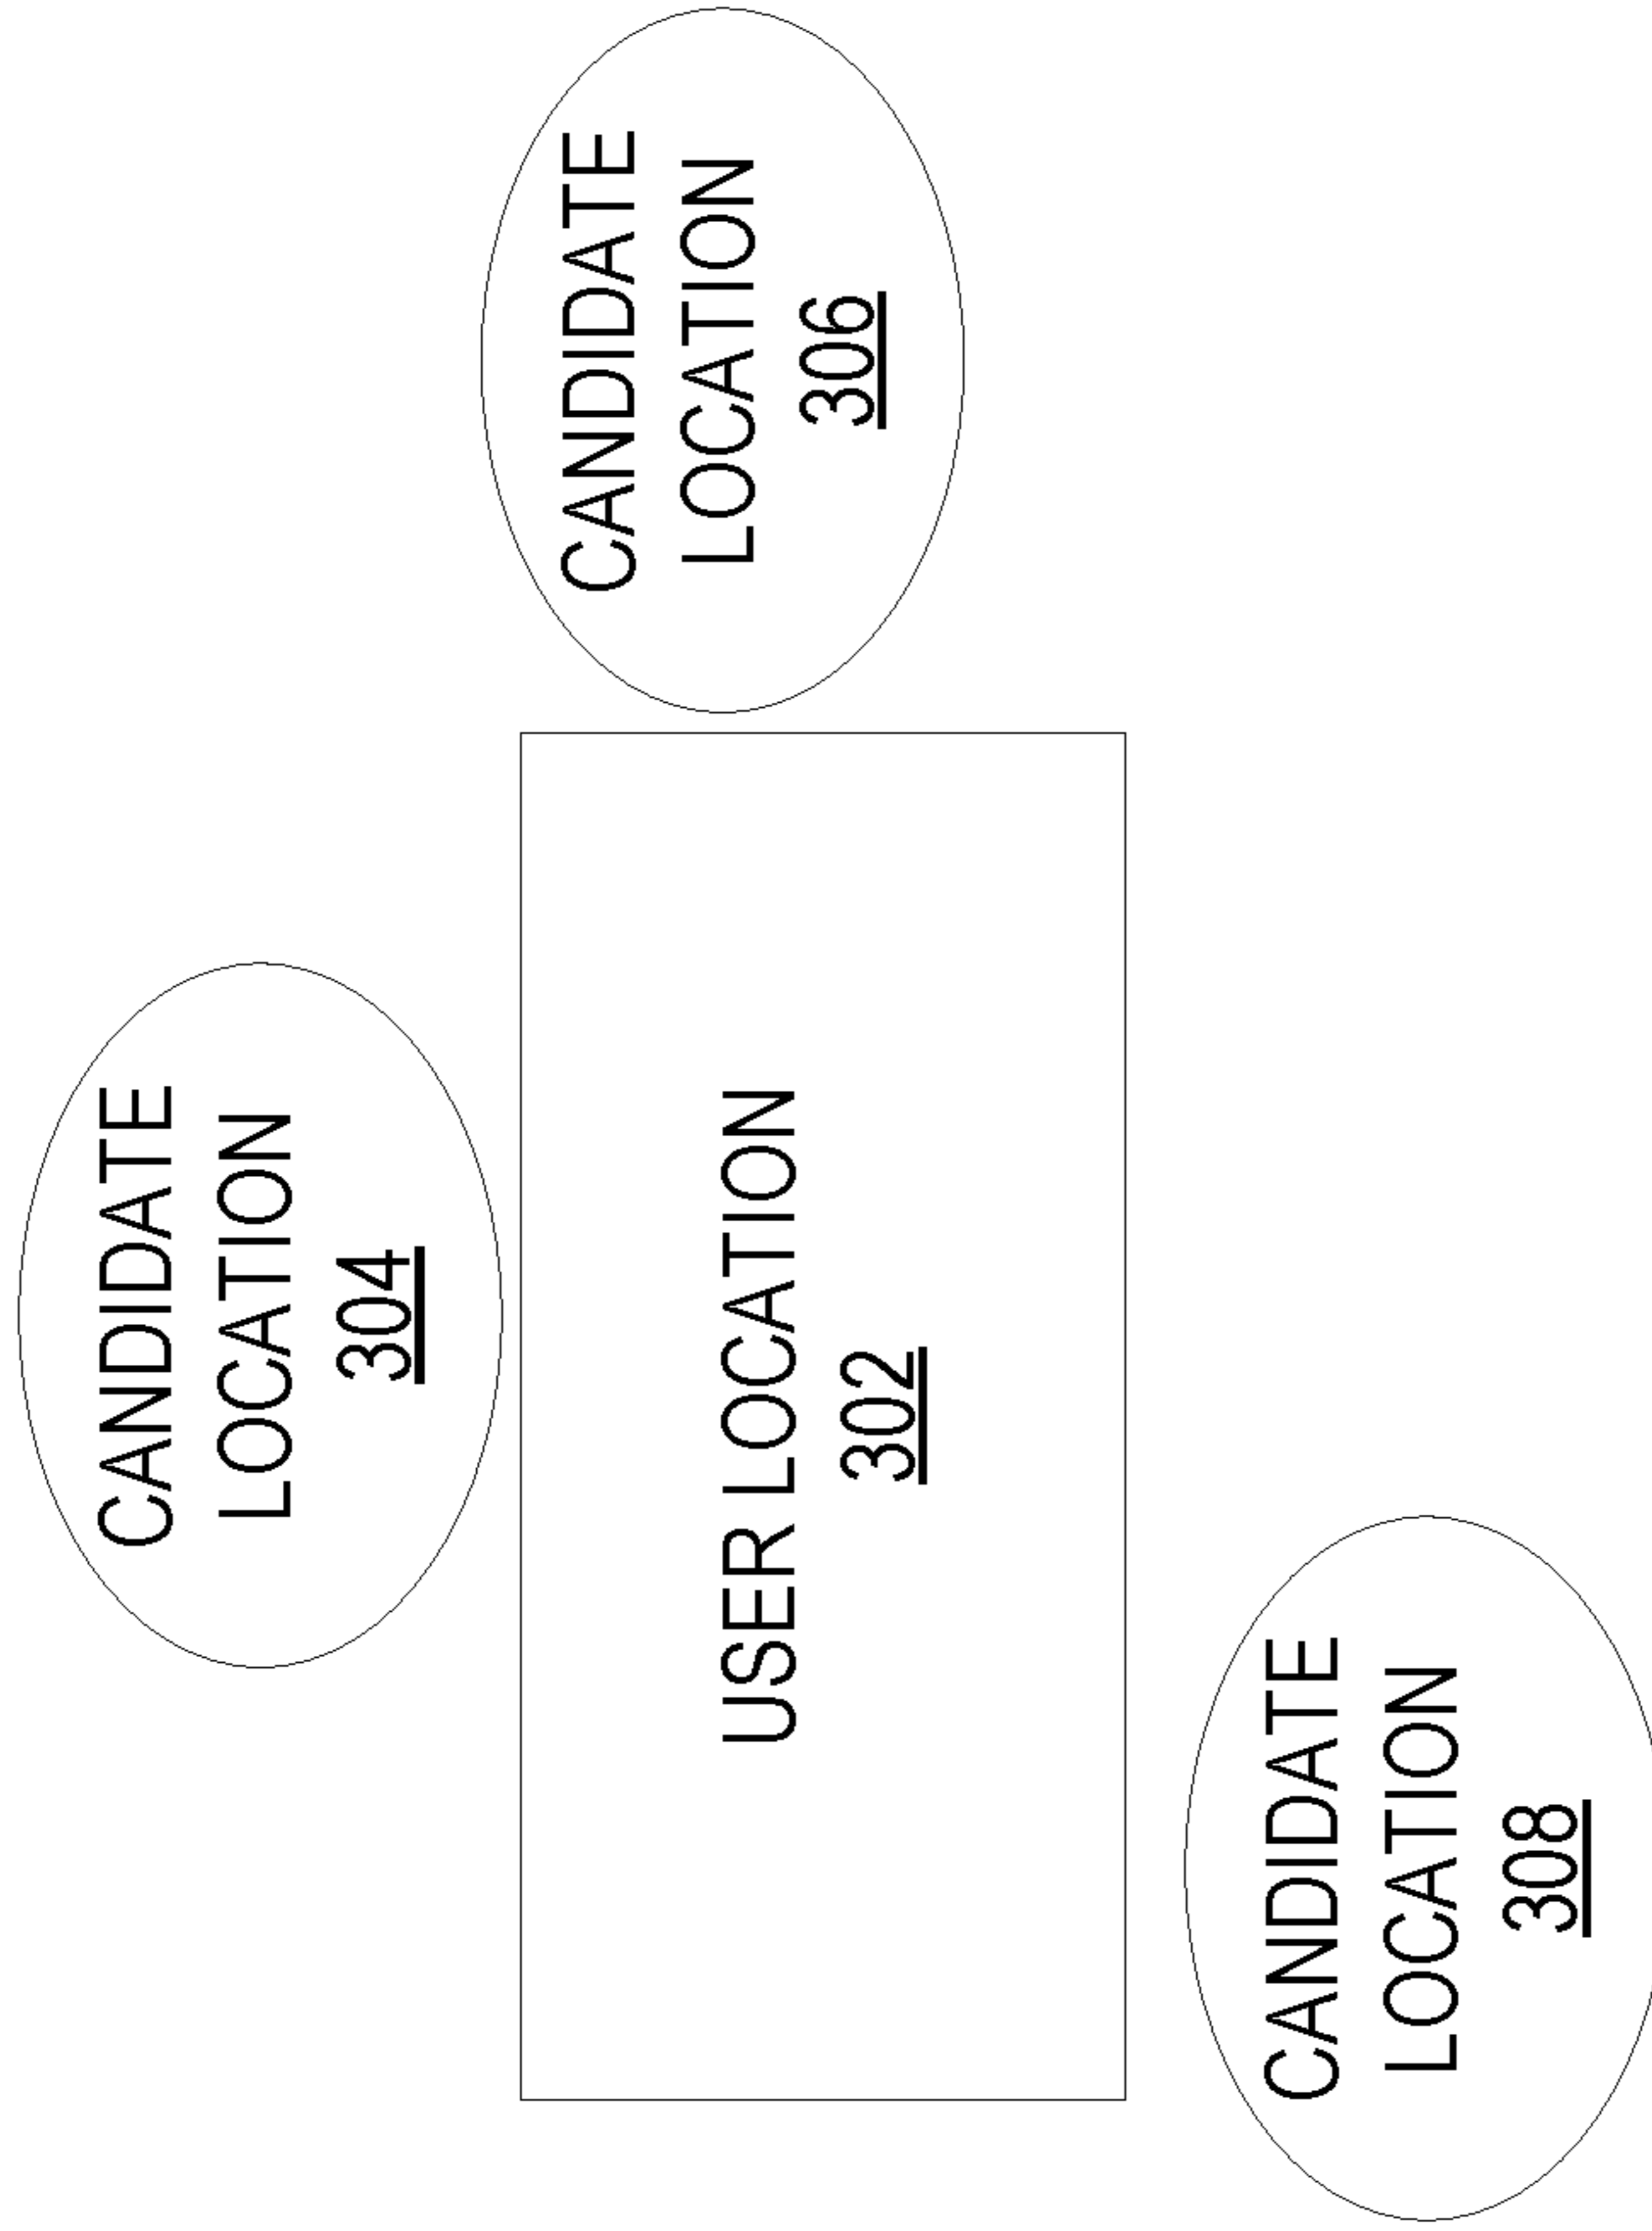 CANDIDATE
LOCATION
304
CANDIDATE
LOCATION
306
USER LOCATION
302
CANDIDATE
LOCATION
308